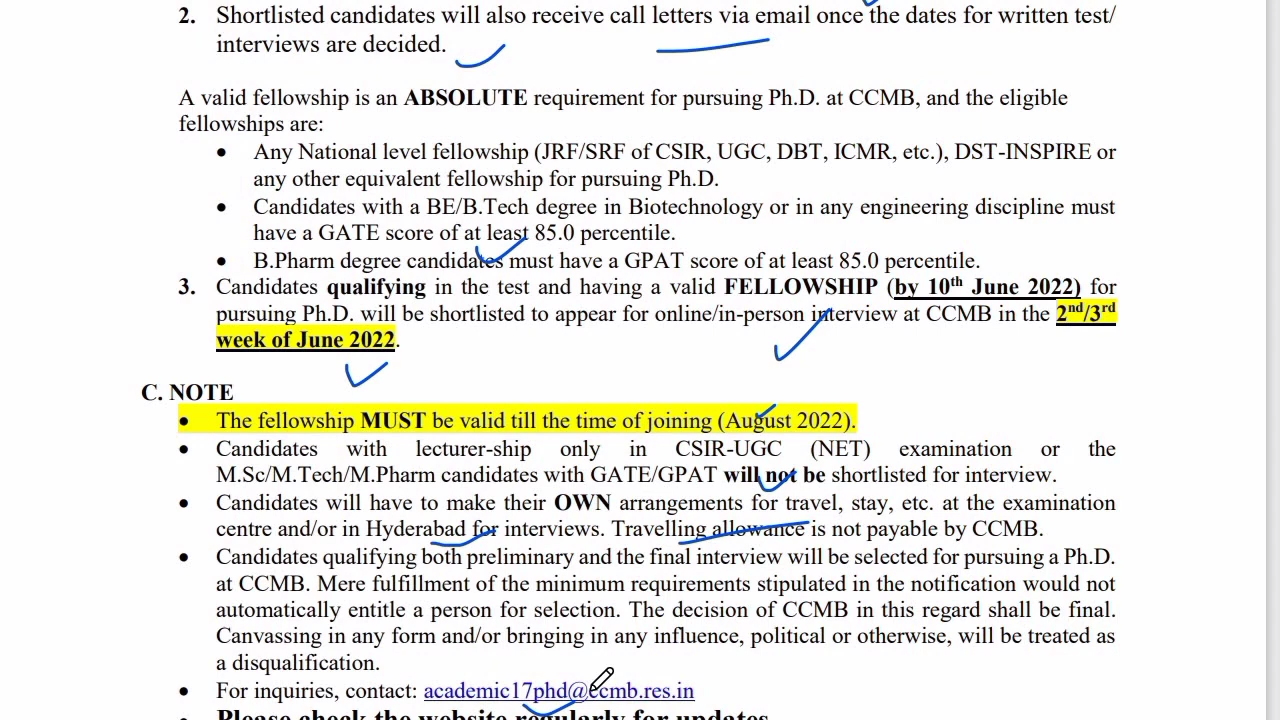 2. Shortlisted candidates will also receive call letters via email once the dates for written test/
interviews are decided.
A valid fellowship is an ABSOLUTE requirement for pursuing Ph.D. at CCMB, and the eligible
fellowships are:
• Any National level fellowship (JRF/SRF of CSIR, UGC, DBT, ICMR, etc.), DST-INSPIRE or
any other equivalent fellowship for pursuing Ph.D.
• Candidates with a BE/B.Tech degree in Biotechnology or in any engineering discipline must
have a GATE score of at least 85.0 percentile.
• B.Pharm degree candidates must have a GPAT score of at least 85.0 percentile.
3. Candidates qualifying in the test and having a valid FELLOWSHIP (by 10th June 2022) for
pursuing Ph.D. will be shortlisted to appear for online/in-person interview at CCMB in the 2nd/3rd
week of June 2022.
C. NOTE
• The fellowship MUST be valid till the time of joining (August 2022).
• Candidates with lecturer-ship only in CSIR-UGC (NET) examination or the
M.Sc/M.Tech/M.Pharm candidates with GATE/GPAT will not be shortlisted for interview.
• Candidates will have to make their OWN arrangements for travel, stay, etc. at the examination
centre and/or in Hyderabad for interviews. Travelling allowance is not payable by CCMB.
• Candidates qualifying both preliminary and the final interview will be selected for pursuing a Ph.D.
at CCMB. Mere fulfillment of the minimum requirements stipulated in the notification would not
automatically entitle a person for selection. The decision of CCMB in this regard shall be final.
Canvassing in any form and/or bringing in any influence, political or otherwise, will be treated as
a disqualification.
• For inquiries, contact: academic17phd@ccmb.res.in
• Please check the website regularly for updates